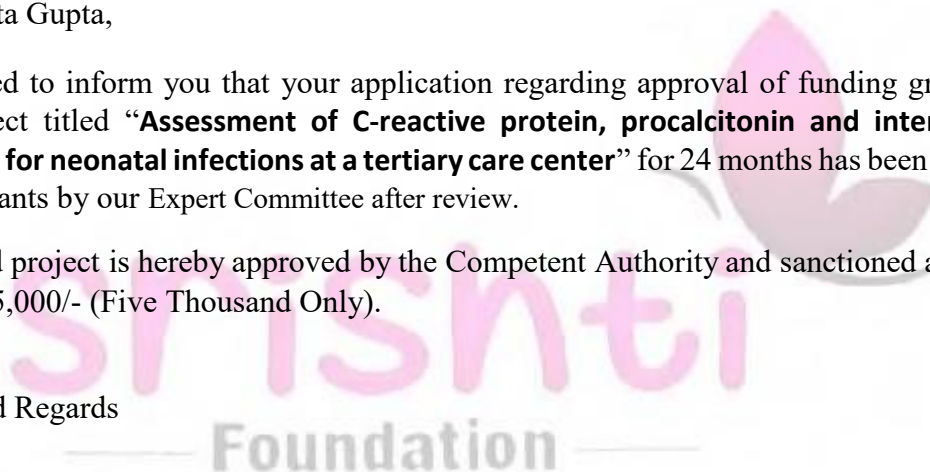 ta Gupta,
ed to inform you that your application regarding approval of funding gr
ect titled “Assessment of C-reactive protein, procalcitonin and inter
for neonatal infections at a tertiary care center” for 24 months has been
ants by our Expert Committee after review.
d project is hereby approved by the Competent Authority and sanctioned a
5,000/- (Five Thousand Only).
srishti
d Regards
Foundation